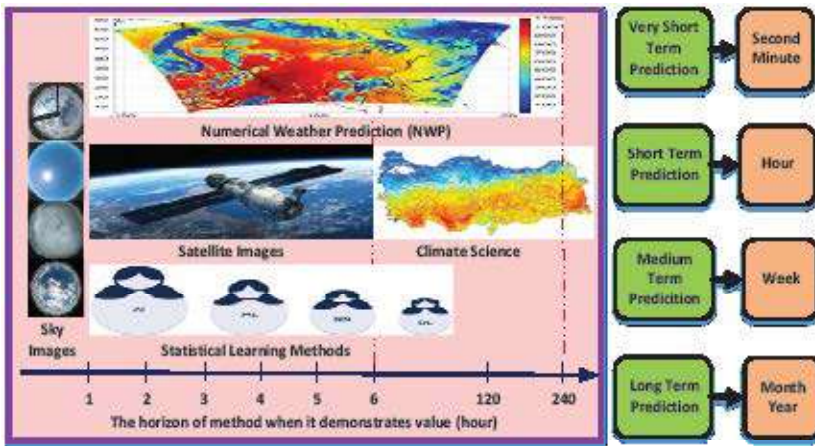 Numerical Weather Prediction (NWP)
Satellite Images
Climate Science
Sky
Images
Statistical Learning Methods
1 2 3 4 5 6 120 240
The horizon of method when it demonstrates value (hour)
Very Short
Term
Prediction
Second
Minute
Short Term
Prediction
Hour
Medium
Term
Predicition
Week
Long Term
Prediction
Month
Year